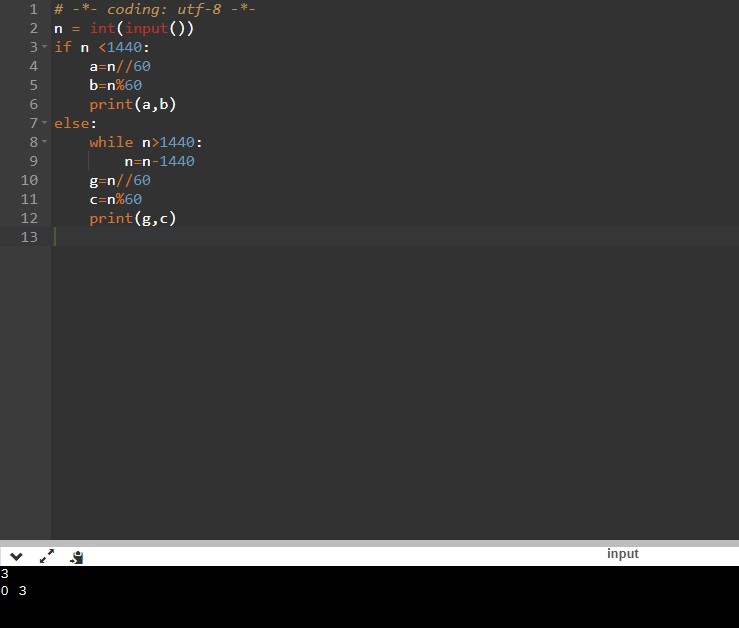 1 # -*- coding: utf-8 -*-
2 n = int(input())
3 if n <1440:
4     a=n//60
5     b=n%60
6     print(a,b)
7 else:
8     while n>1440:
9         n=n-1440
10     g=n//60
11     c=n%60
12     print(g,c)
13
input
3
0 3